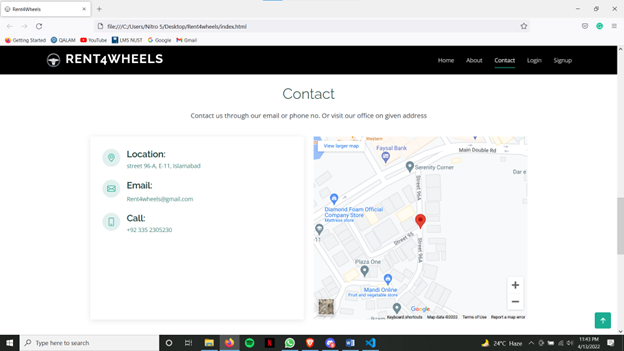 Rent4Wheels
file:///C:/Users/Nitro 5/Desktop/Rent4wheels/index.html
Getting Started QALAM YouTube LMS NUST Google Gmail
RENT4WHEELS
Home About Contact Login Signup
Contact
Contact us through our email or phone no. Or visit our office on given address
Location:
street 96-A, E-11, Islamabad
Email:
Rent4wheels@gmail.com
Call:
+92 335 2305230
View larger map
Faysal Bank
Main Double Rd
Serenity Corner
Dar e
Street 96A
Diamond Foam Official
Company Store
Mattress store
11
Street 95
Street 96A
Plaza One
Mandi Online
Fruit and vegetable store
Google
Keyboard shortcuts Map data ©2022 Terms of Use Report a map error
Type here to search
24°C Haze
11:43 PM
4/13/2022